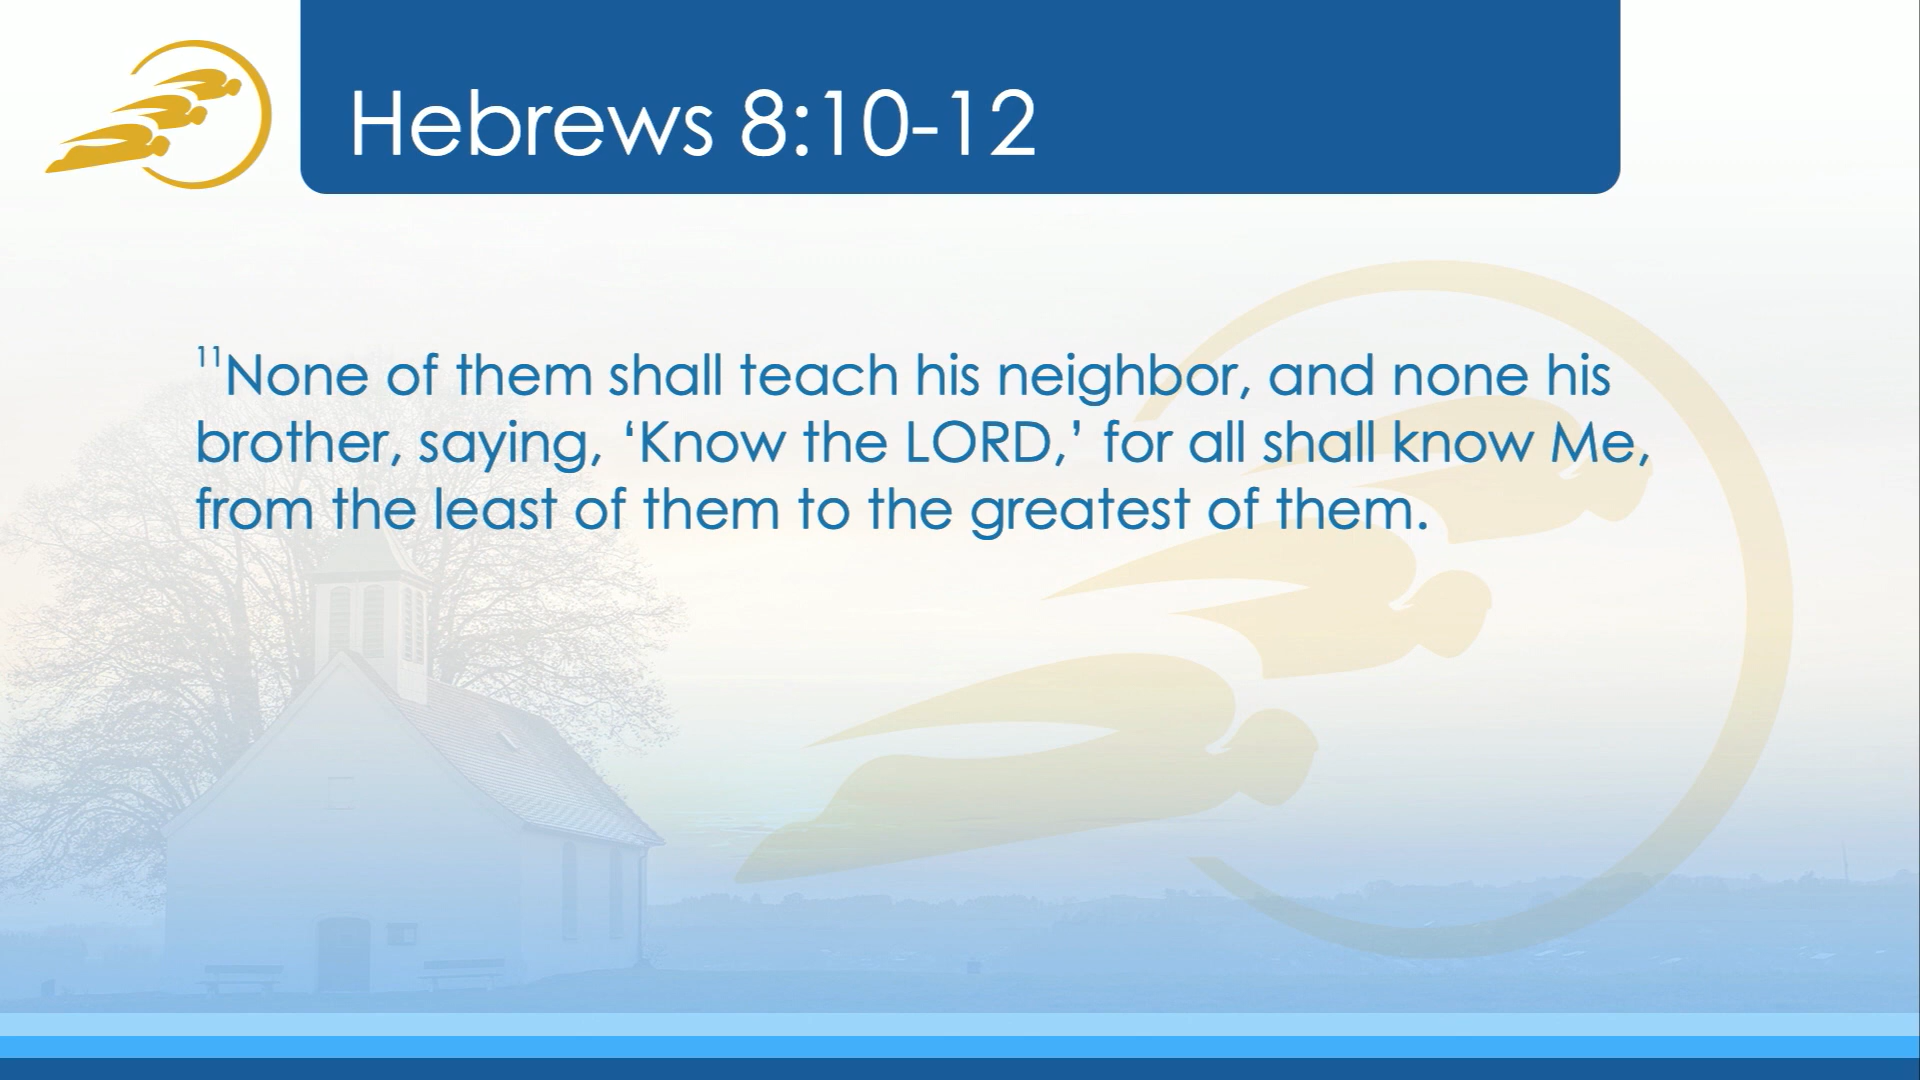 Hebrews 8:10-12
¹¹None of them shall teach his neighbor, and none his
brother, saying, ‘Know the LORD,’ for all shall know Me,
from the least of them to the greatest of them.